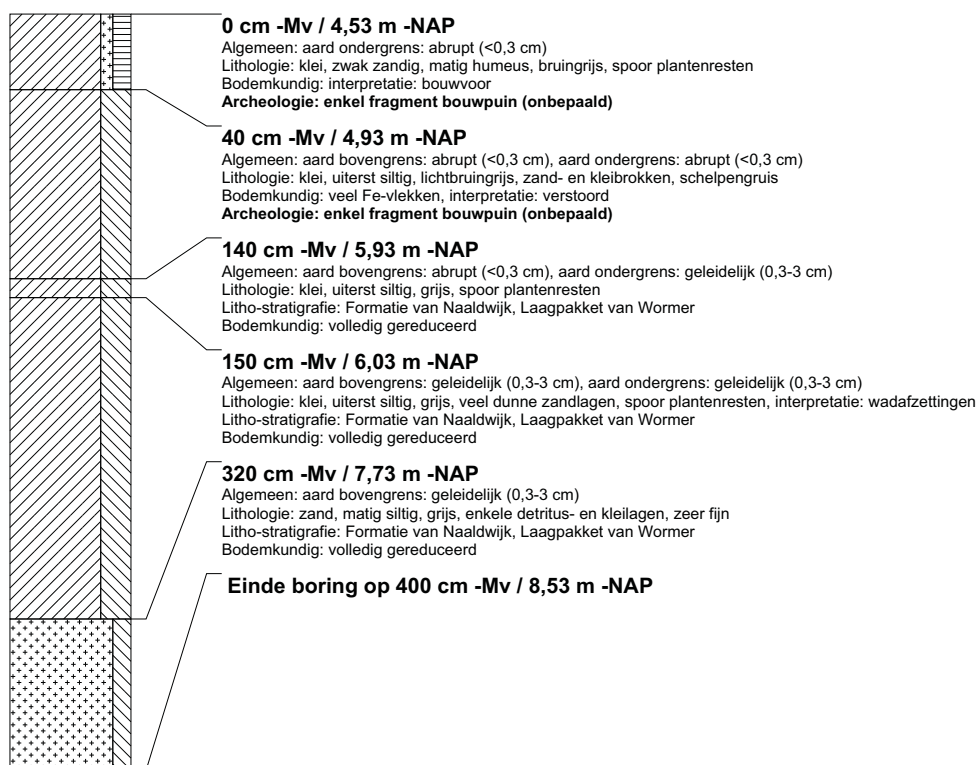 0 cm -Mv / 4,53 m -NAP
Algemeen: aard ondergrens: abrupt (<0,3 cm)
Lithologie: klei, zwak zandig, matig humeus, bruingrijs, spoor plantenresten
Bodemkundig: interpretatie: bouwvoor
Archeologie: enkel fragment bouwpuin (onbepaald)
40 cm -Mv / 4,93 m -NAP
Algemeen: aard bovengrens: abrupt (<0,3 cm), aard ondergrens: abrupt (<0,3 cm)
Lithologie: klei, uiterst siltig, lichtbruingrijs, zand- en kleibrokken, schelpengruis
Bodemkundig: veel Fe-vlekken, interpretatie: verstoord
Archeologie: enkel fragment bouwpuin (onbepaald)
140 cm -Mv / 5,93 m -NAP
Algemeen: aard bovengrens: abrupt (<0,3 cm), aard ondergrens: geleidelijk (0,3-3 cm)
Lithologie: klei, uiterst siltig, grijs, spoor plantenresten
Litho-stratigrafie: Formatie van Naaldwijk, Laagpakket van Wormer
Bodemkundig: volledig gereduceerd
150 cm -Mv / 6,03 m -NAP
Algemeen: aard bovengrens: geleidelijk (0,3-3 cm), aard ondergrens: geleidelijk (0,3-3 cm)
Lithologie: klei, uiterst siltig, grijs, veel dunne zandlagen, spoor plantenresten, interpretatie: wadafzettingen
Litho-stratigrafie: Formatie van Naaldwijk, Laagpakket van Wormer
Bodemkundig: volledig gereduceerd
320 cm -Mv / 7,73 m -NAP
Algemeen: aard bovengrens: geleidelijk (0,3-3 cm)
Lithologie: zand, matig siltig, grijs, enkele detritus- en kleilagen, zeer fijn
Litho-stratigrafie: Formatie van Naaldwijk, Laagpakket van Wormer
Bodemkundig: volledig gereduceerd
Einde boring op 400 cm -Mv / 8,53 m -NAP